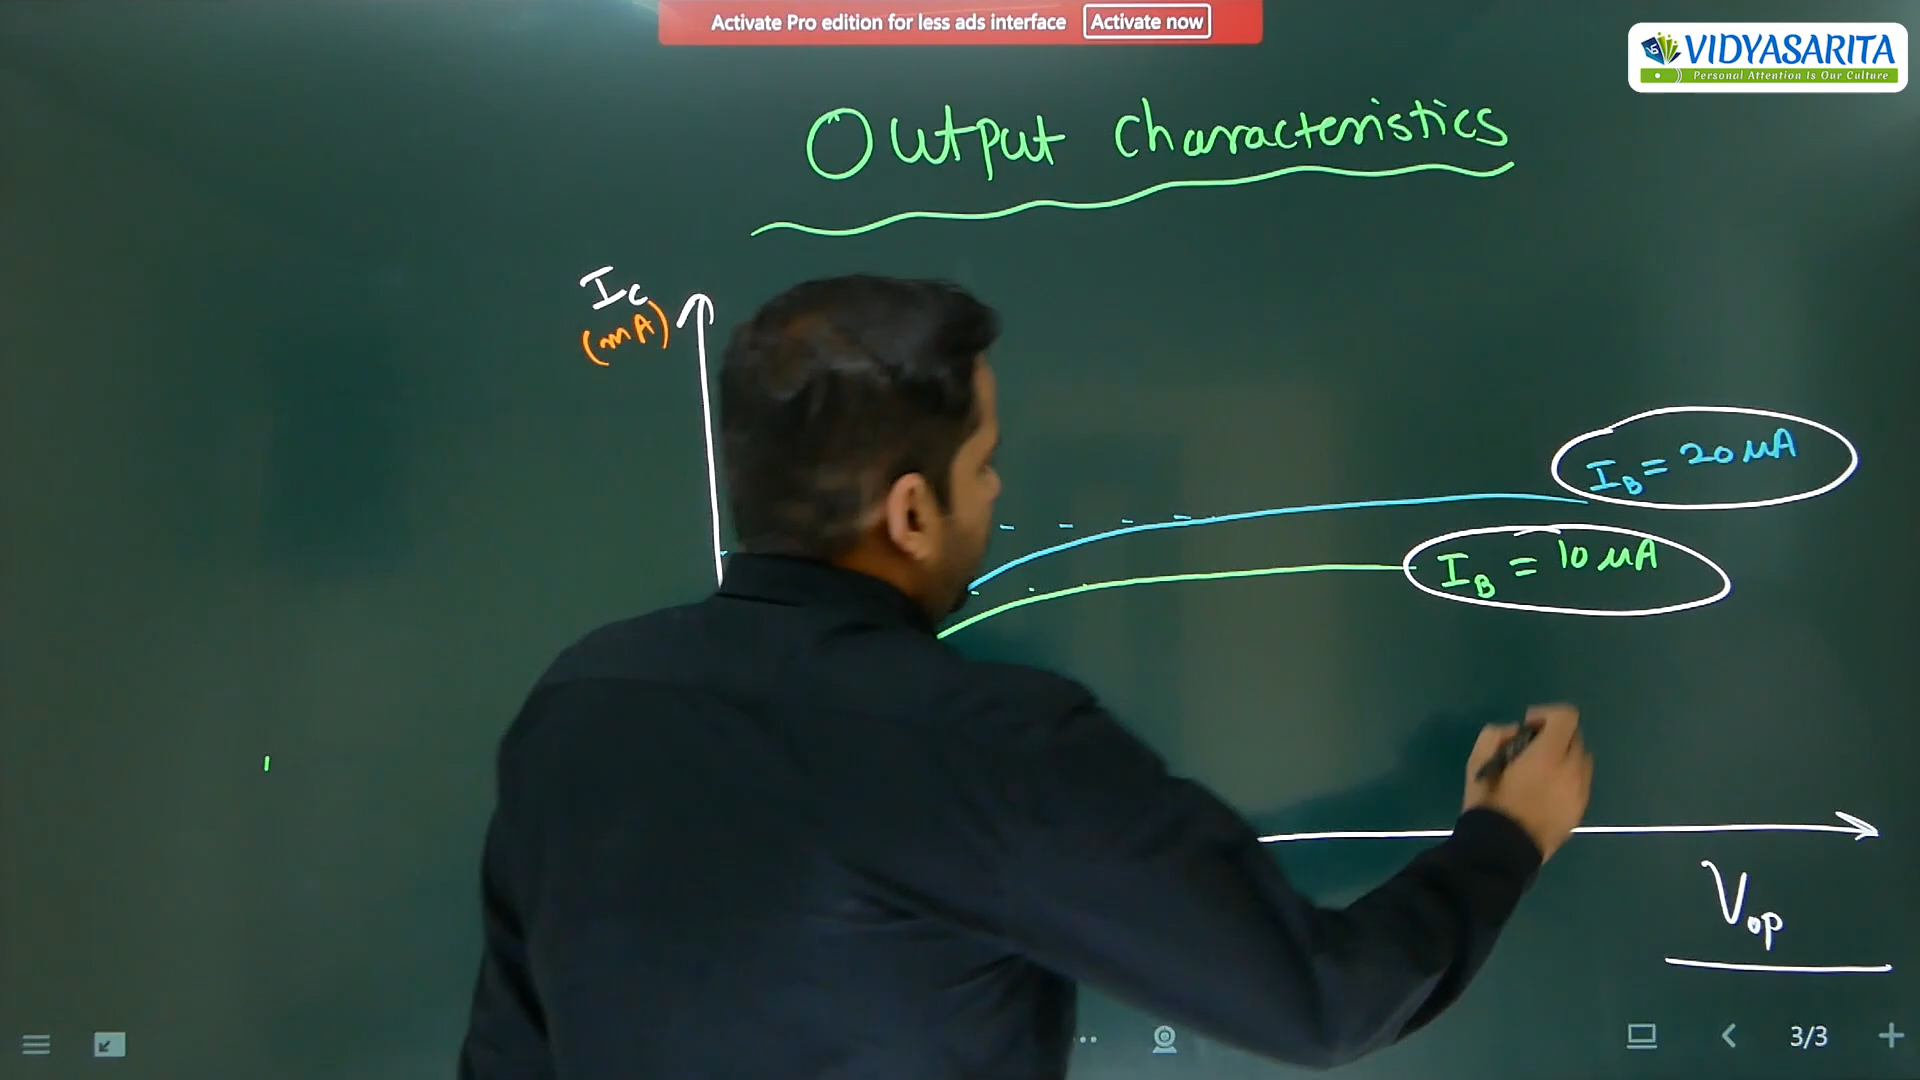 Activate Pro edition for less ads interface Activate now
VIDYASARITA
Personal Attention Is Our Culture
Output Characteristics
IC
(mA)
IB = 20 μA
IB = 10 μA
Vop
3/3